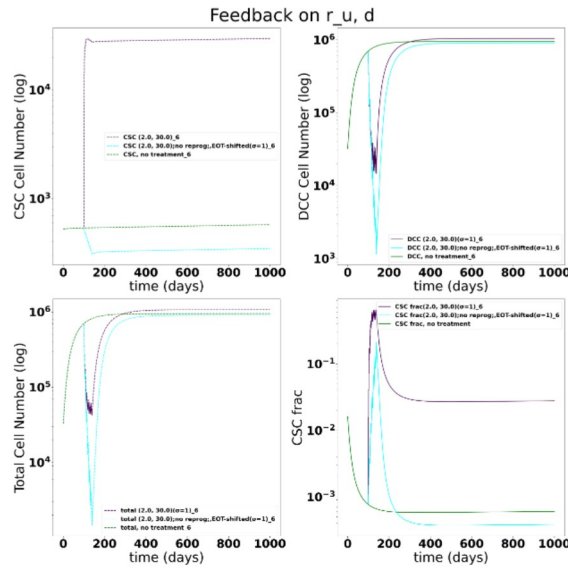 Feedback on r_u, d
CSC Cell Number (log)
10^4
10^3
CSC (2.0, 30.0)_6
CSC (2.0, 30.0);no reprog;,EOT-shifted(σ=1)_6
CSC, no treatment_6
0 200 400 600 800 1000
time (days)
DCC Cell Number (log)
10^6
10^5
10^4
10^3
DCC (2.0, 30.0)(σ=1)_6
DCC (2.0, 30.0);no reprog;,EOT-shifted(σ=1)_6
DCC, no treatment_6
0 200 400 600 800 1000
time (days)
Total Cell Number (log)
10^6
10^5
10^4
total (2.0, 30.0)(σ=1)_6
total (2.0, 30.0);no reprog;,EOT-shifted(σ=1)_6
total, no treatment_6
0 200 400 600 800 1000
time (days)
CSC frac
10^-1
10^-2
10^-3
CSC frac(2.0, 30.0)(σ=1)_6
CSC frac(2.0, 30.0);no reprog;,EOT-shifted(σ=1)_6
CSC frac, no treatment
0 200 400 600 800 1000
time (days)